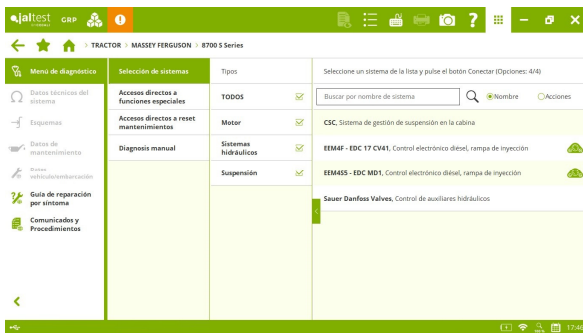 jaltest GRP
TRACTOR > MASSEY FERGUSON > 8700 S Series
Menú de diagnóstico
Datos técnicos del
sistema
Esquemas
Datos de
mantenimiento
Datos
vehículo/embarcación
Guía de reparación
por síntoma
Comunicados y
Procedimientos
Selección de sistemas
Accesos directos a
funciones especiales
Accesos directos a reset
mantenimientos
Diagnosis manual
Tipos
TODOS
Motor
Sistemas
hidráulicos
Suspensión
Seleccione un sistema de la lista y pulse el botón Conectar (Opciones: 4/4)
Buscar por nombre de sistema
Nombre
Acciones
CSC, Sistema de gestión de suspensión en la cabina
EEM4F - EDC 17 CV41, Control electrónico diésel, rampa de inyección
EEM4S5 - EDC MD1, Control electrónico diésel, rampa de inyección
Sauer Danfoss Valves, Control de auxiliares hidráulicos